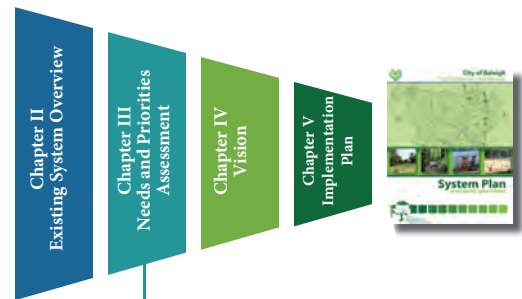 Chapter II
Existing System Overview
Chapter III
Needs and Priorities
Assessment
Chapter IV
Vision
Chapter V
Implementation
Plan
City of Raleigh
System Plan